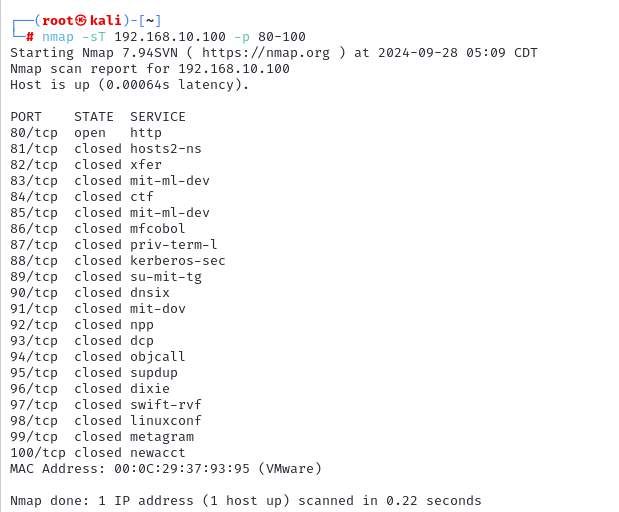 ┌──(root㉿kali)-[~]
└─# nmap -sT 192.168.10.100 -p 80-100
Starting Nmap 7.94SVN ( https://nmap.org ) at 2024-09-28 05:09 CDT
Nmap scan report for 192.168.10.100
Host is up (0.00064s latency).

PORT    STATE  SERVICE
80/tcp  open   http
81/tcp  closed hosts2-ns
82/tcp  closed xfer
83/tcp  closed mit-ml-dev
84/tcp  closed ctf
85/tcp  closed mit-ml-dev
86/tcp  closed mfcobol
87/tcp  closed priv-term-l
88/tcp  closed kerberos-sec
89/tcp  closed su-mit-tg
90/tcp  closed dnsix
91/tcp  closed mit-dov
92/tcp  closed npp
93/tcp  closed dcp
94/tcp  closed objcall
95/tcp  closed supdup
96/tcp  closed dixie
97/tcp  closed swift-rvf
98/tcp  closed linuxconf
99/tcp  closed metagram
100/tcp closed newacct
MAC Address: 00:0C:29:37:93:95 (VMware)

Nmap done: 1 IP address (1 host up) scanned in 0.22 seconds